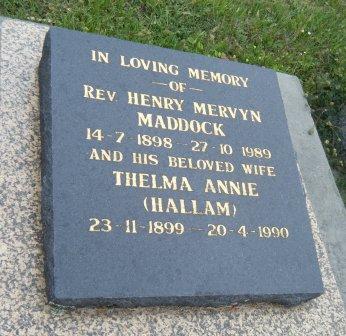 IN LOVING MEMORY
— OF —
REV. HENRY MERVYN
MADDOCK
14-7 1898 - 27-10 1989
AND HIS BELOVED WIFE
THELMA ANNIE
(HALLAM)
23-11-1899 - 20-4-1990